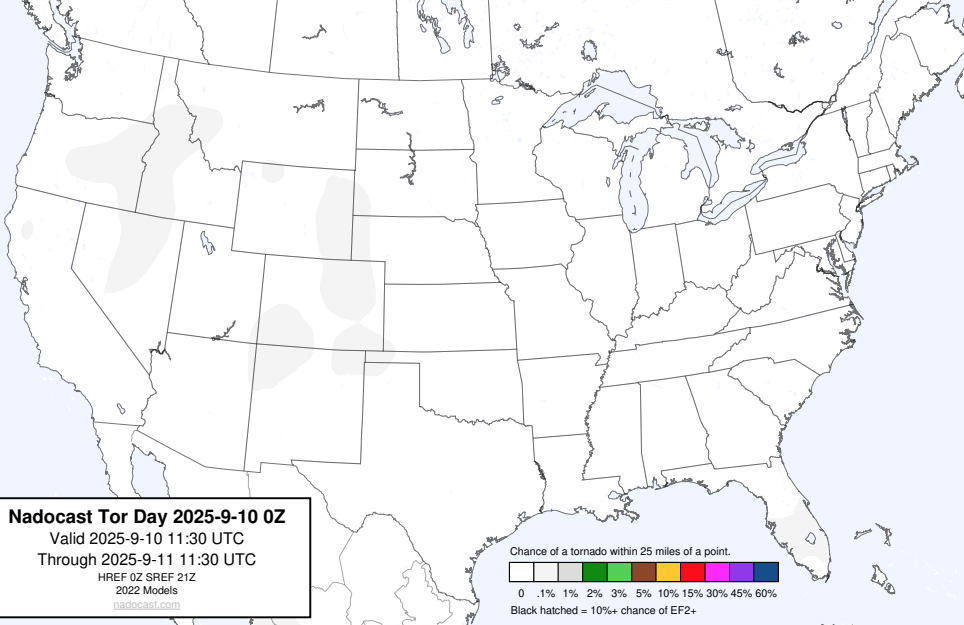 Nadocast Tor Day 2025-9-10 0Z
Valid 2025-9-10 11:30 UTC
Through 2025-9-11 11:30 UTC
HREF 0Z SREF 21Z
2022 Models
nadocast.com
Chance of a tornado within 25 miles of a point.
0 .1% 1% 2% 3% 5% 10% 15% 30% 45% 60%
Black hatched = 10%+ chance of EF2+